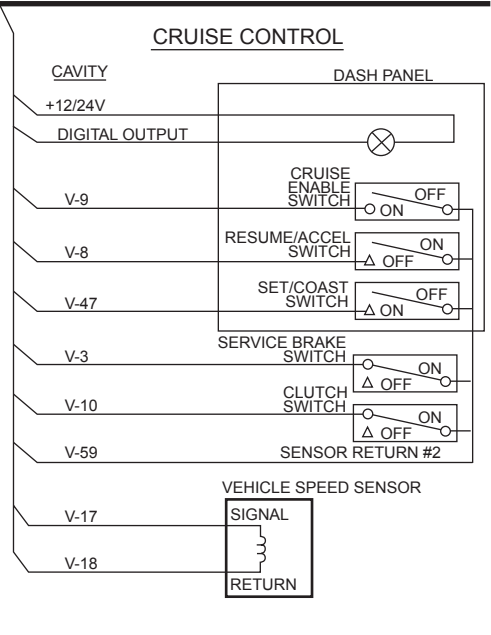 CRUISE CONTROL
CAVITY
DASH PANEL
+12/24V
DIGITAL OUTPUT
CRUISE
ENABLE
SWITCH
OFF
ON
V-9
RESUME/ACCEL
SWITCH
ON
OFF
V-8
SET/COAST
SWITCH
OFF
ON
V-47
SERVICE BRAKE
SWITCH
ON
OFF
V-3
CLUTCH
SWITCH
ON
OFF
V-10
V-59
SENSOR RETURN #2
VEHICLE SPEED SENSOR
V-17
SIGNAL
V-18
RETURN